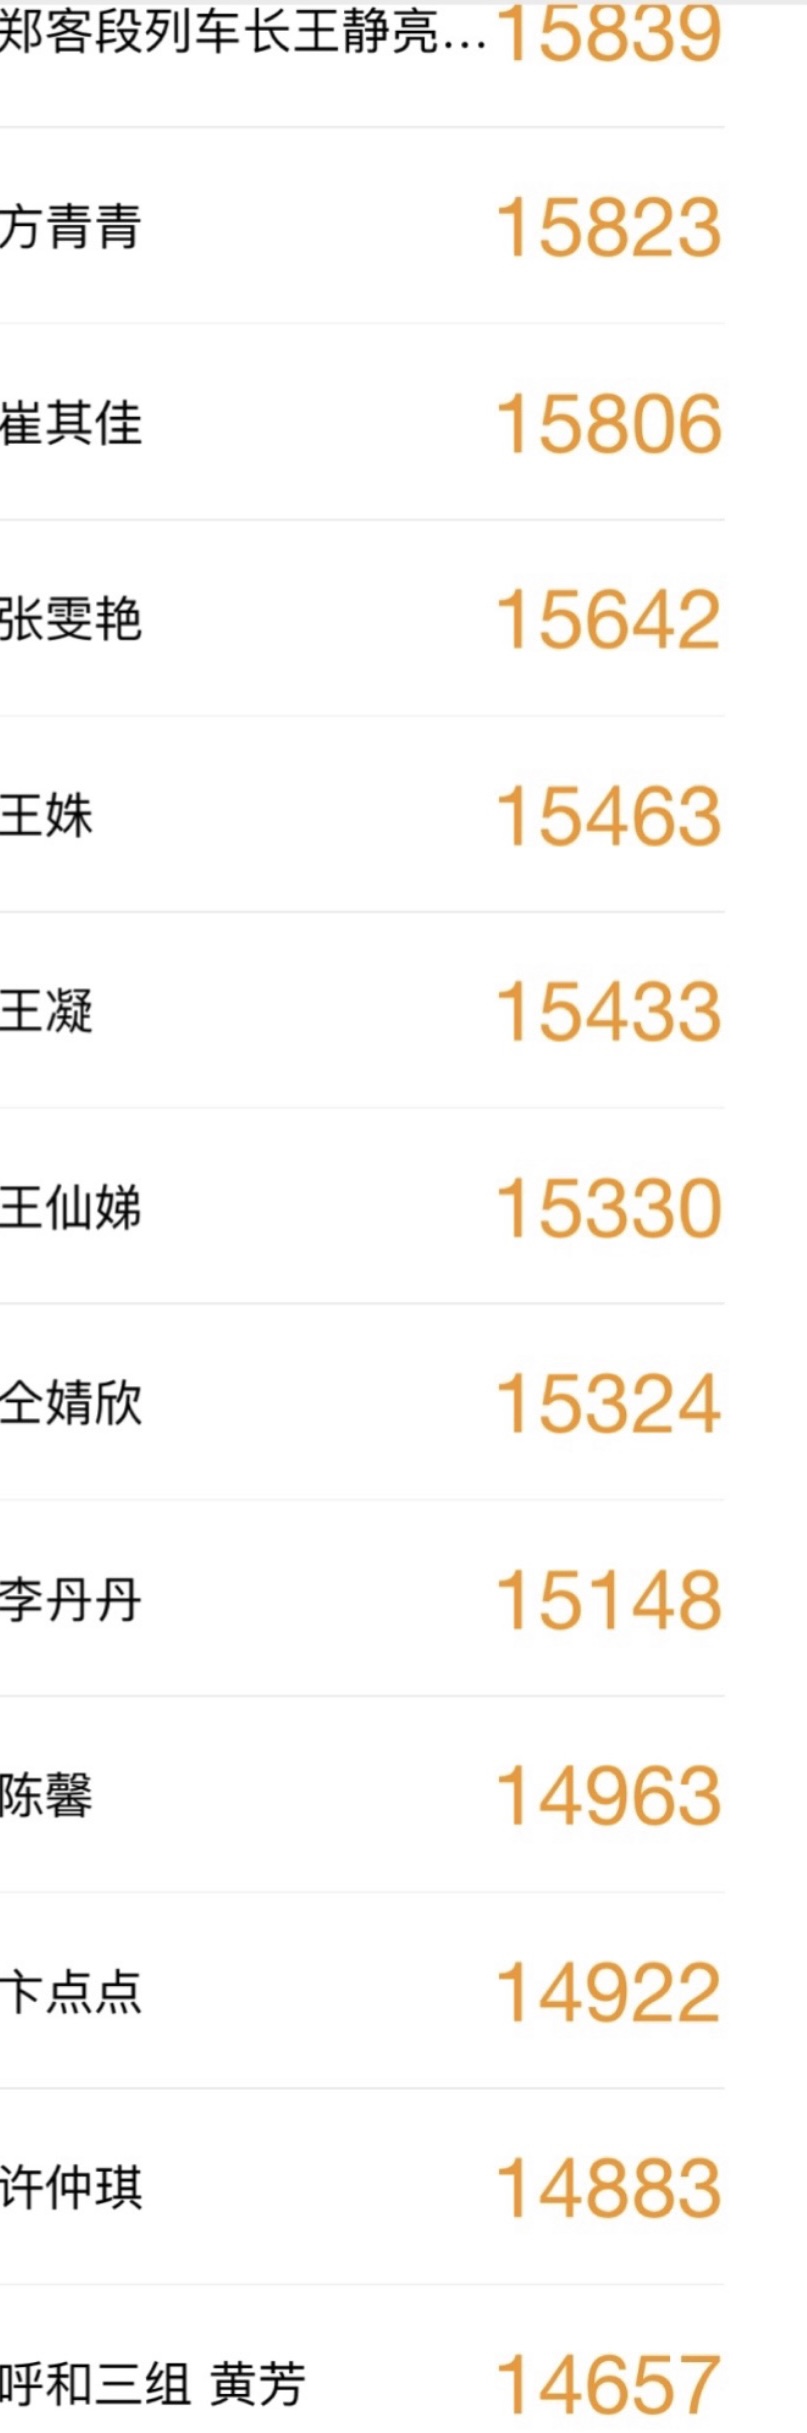 郑客段列车长王静亮... 15839
方青青 15823
崔其佳 15806
张雯艳 15642
王姝 15463
王凝 15433
王仙娣 15330
仝婧欣 15324
李丹丹 15148
陈馨 14963
卞点点 14922
许仲琪 14883
呼和三组 黄芳 14657